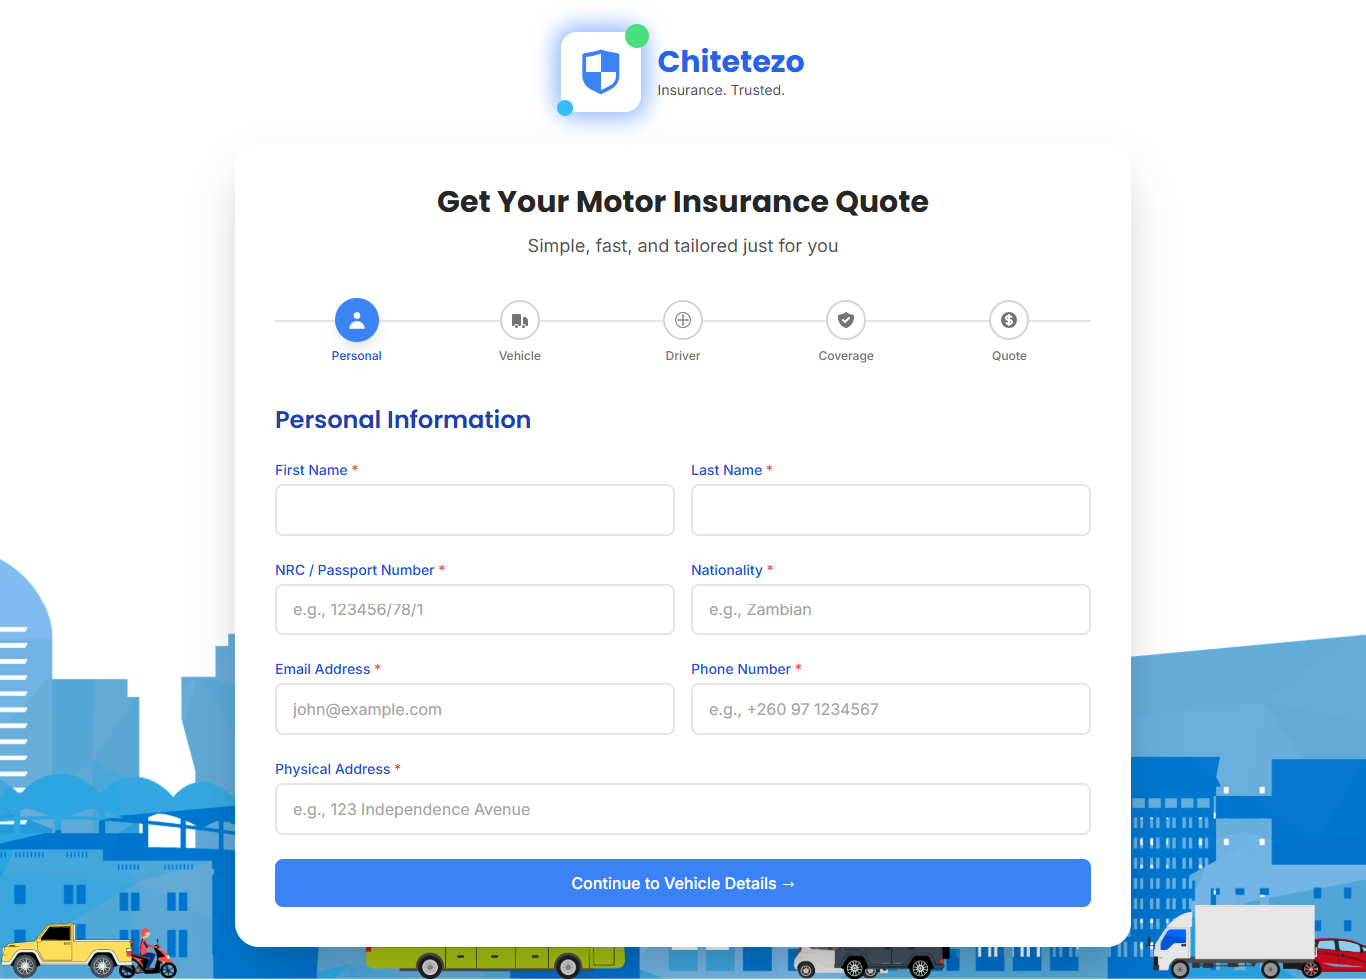 Chitetezo
Insurance. Trusted.
Get Your Motor Insurance Quote
Simple, fast, and tailored just for you
Personal
Vehicle
Driver
Coverage
Quote
Personal Information
First Name *
Last Name *
NRC / Passport Number *
Nationality *
e.g., 123456/78/1
e.g., Zambian
Email Address *
Phone Number *
john@example.com
e.g., +260 97 1234567
Physical Address *
e.g., 123 Independence Avenue
Continue to Vehicle Details →